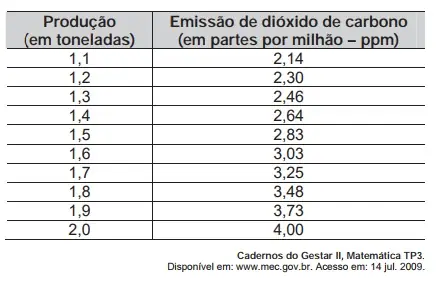 Produção Emissão de dióxido de carbono
(em toneladas) (em partes por milhão – ppm)
1,1 2,14
1,2 2,30
1,3 2,46
1,4 2,64
1,5 2,83
1,6 3,03
1,7 3,25
1,8 3,48
1,9 3,73
2,0 4,00
Cadernos do Gestar II, Matemática TP3.
Disponível em: www.mec.gov.br. Acesso em: 14 jul. 2009.